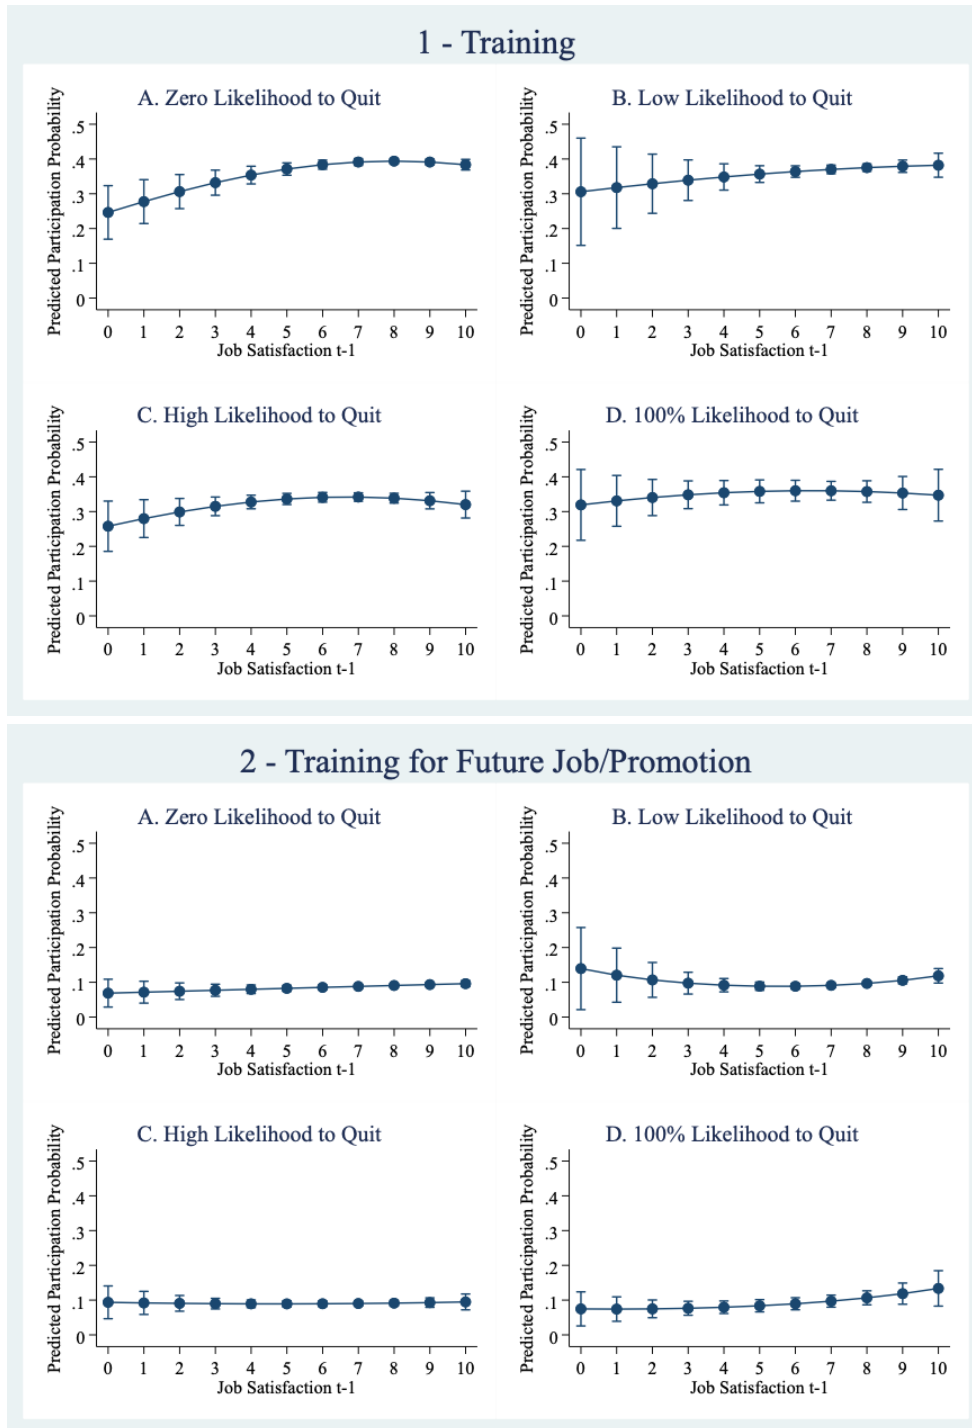 1 - Training
A. Zero Likelihood to Quit
Predicted Participation Probability
.5
.4
.3
.2
.1
0
0 1 2 3 4 5 6 7 8 9 10
Job Satisfaction t-1
B. Low Likelihood to Quit
Predicted Participation Probability
.5
.4
.3
.2
.1
0
0 1 2 3 4 5 6 7 8 9 10
Job Satisfaction t-1
C. High Likelihood to Quit
Predicted Participation Probability
.5
.4
.3
.2
.1
0
0 1 2 3 4 5 6 7 8 9 10
Job Satisfaction t-1
D. 100% Likelihood to Quit
Predicted Participation Probability
.5
.4
.3
.2
.1
0
0 1 2 3 4 5 6 7 8 9 10
Job Satisfaction t-1
2 - Training for Future Job/Promotion
A. Zero Likelihood to Quit
Predicted Participation Probability
.5
.4
.3
.2
.1
0
0 1 2 3 4 5 6 7 8 9 10
Job Satisfaction t-1
B. Low Likelihood to Quit
Predicted Participation Probability
.5
.4
.3
.2
.1
0
0 1 2 3 4 5 6 7 8 9 10
Job Satisfaction t-1
C. High Likelihood to Quit
Predicted Participation Probability
.5
.4
.3
.2
.1
0
0 1 2 3 4 5 6 7 8 9 10
Job Satisfaction t-1
D. 100% Likelihood to Quit
Predicted Participation Probability
.5
.4
.3
.2
.1
0
0 1 2 3 4 5 6 7 8 9 10
Job Satisfaction t-1